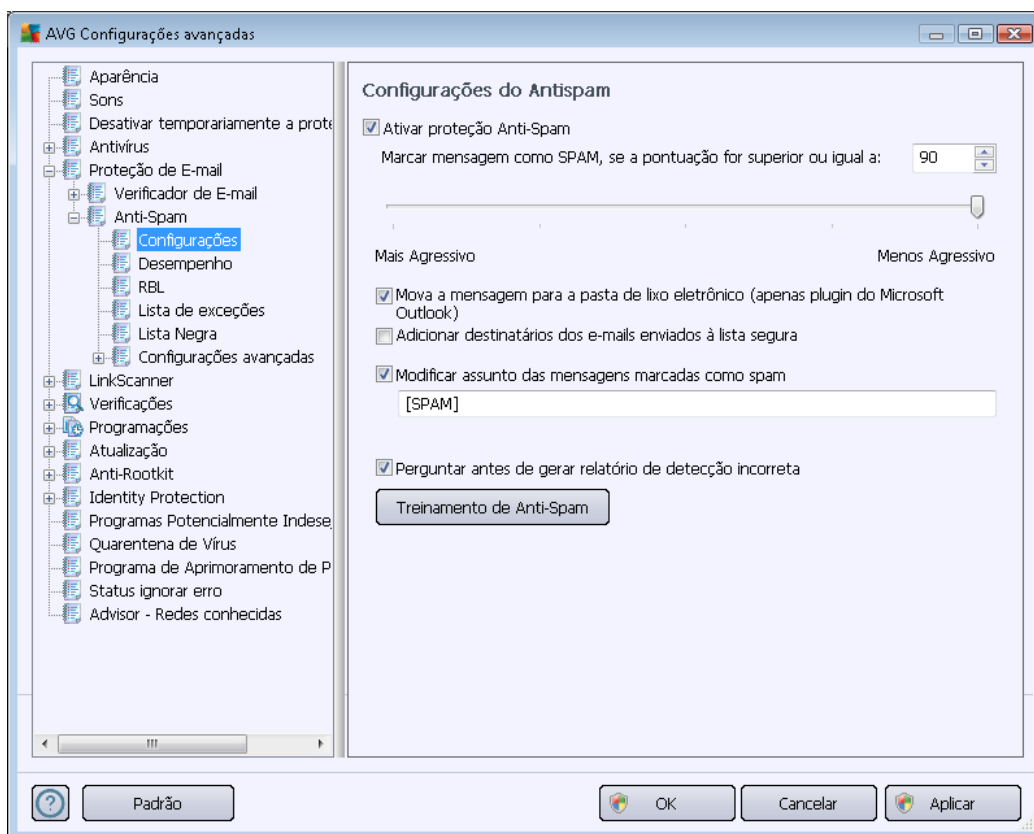 AVG Configurações avançadas
Aparência
Sons
Desativar temporariamente a prote
Antivírus
Proteção de E-mail
Verificador de E-mail
Anti-Spam
Configurações
Desempenho
RBL
Lista de exceções
Lista Negra
Configurações avançadas
LinkScanner
Verificações
Programações
Atualização
Anti-Rootkit
Identity Protection
Programas Potencialmente Indese
Quarentena de Vírus
Programa de Aprimoramento de P
Status ignorar erro
Advisor - Redes conhecidas
Configurações do Antispam
Ativar proteção Anti-Spam
Marcar mensagem como SPAM, se a pontuação for superior ou igual a: 90
Mais Agressivo Menos Agressivo
Mova a mensagem para a pasta de lixo eletrônico (apenas plugin do Microsoft
Outlook)
Adicionar destinatários dos e-mails enviados à lista segura
Modificar assunto das mensagens marcadas como spam
[SPAM]
Perguntar antes de gerar relatório de detecção incorreta
Treinamento de Anti-Spam
? Padrão OK Cancelar Aplicar